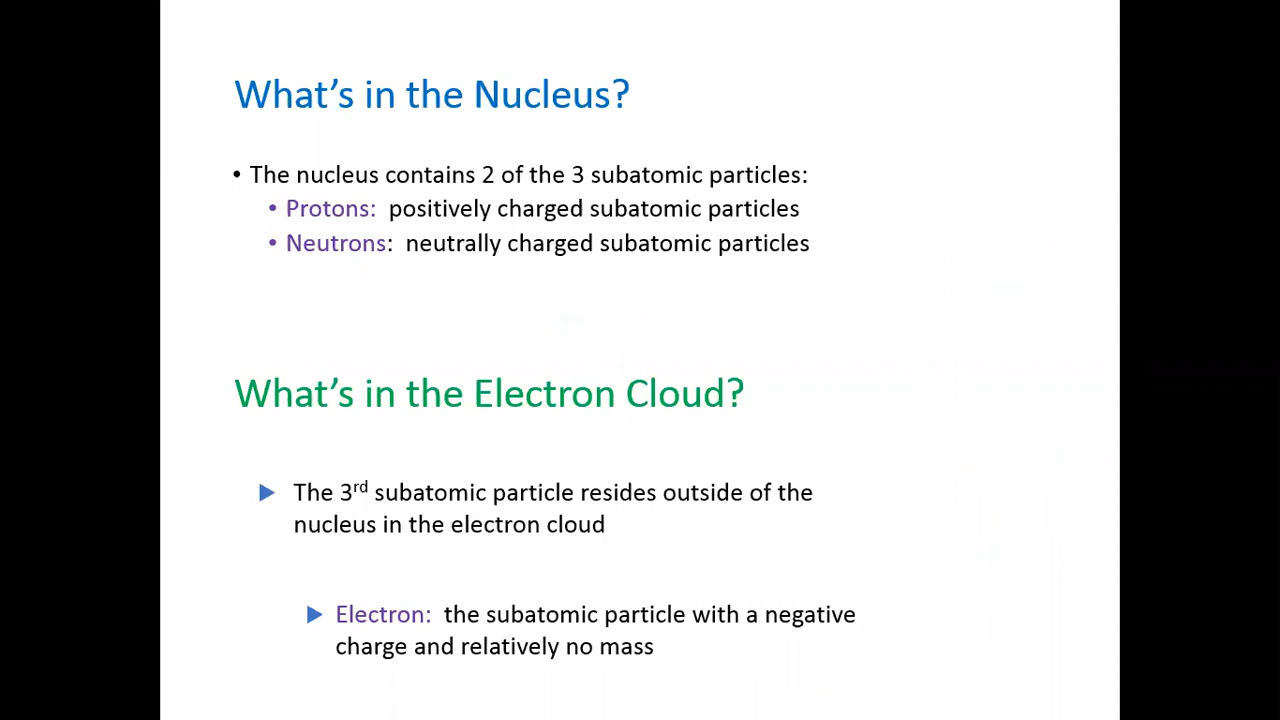 What’s in the Nucleus?
• The nucleus contains 2 of the 3 subatomic particles:
• Protons: positively charged subatomic particles
• Neutrons: neutrally charged subatomic particles
What’s in the Electron Cloud?
The 3rd subatomic particle resides outside of the
nucleus in the electron cloud
Electron: the subatomic particle with a negative
charge and relatively no mass